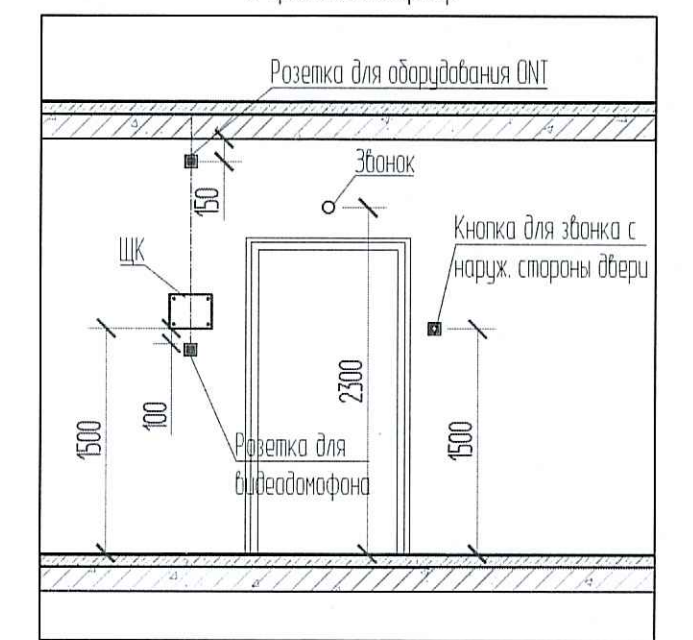 Розетка для оборудования ONT
Звонок
150
Кнопка для звонка с
наруж. стороны двери
ЩК
2300
100
1500
1500
Розетка для
видеодомофона